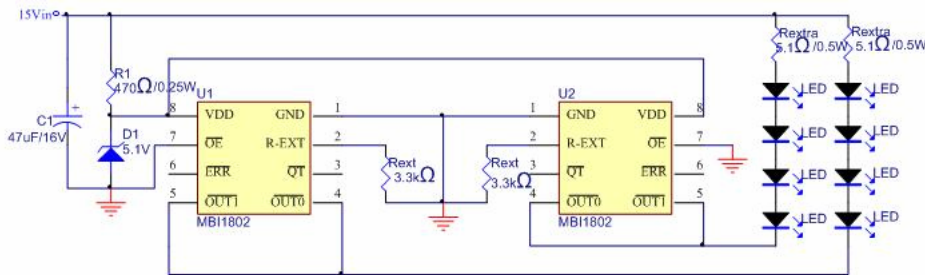 15Vin
Rextra
5.1Ω/0.5W
Rextra
5.1Ω/0.5W
R1
470Ω/0.25W
U1
U2
C1
47uF/16V
D1
5.1V
8 VDD GND 1
7 OE R-EXT 2
6 ERR QT 3
5 OUT1 OUT0 4
MBI1802
Rext
3.3kΩ
Rext
3.3kΩ
1 GND VDD 8
2 R-EXT OE 7
3 QT ERR 6
4 OUT0 OUT1 5
MBI1802
LED
LED
LED
LED
LED
LED
LED
LED